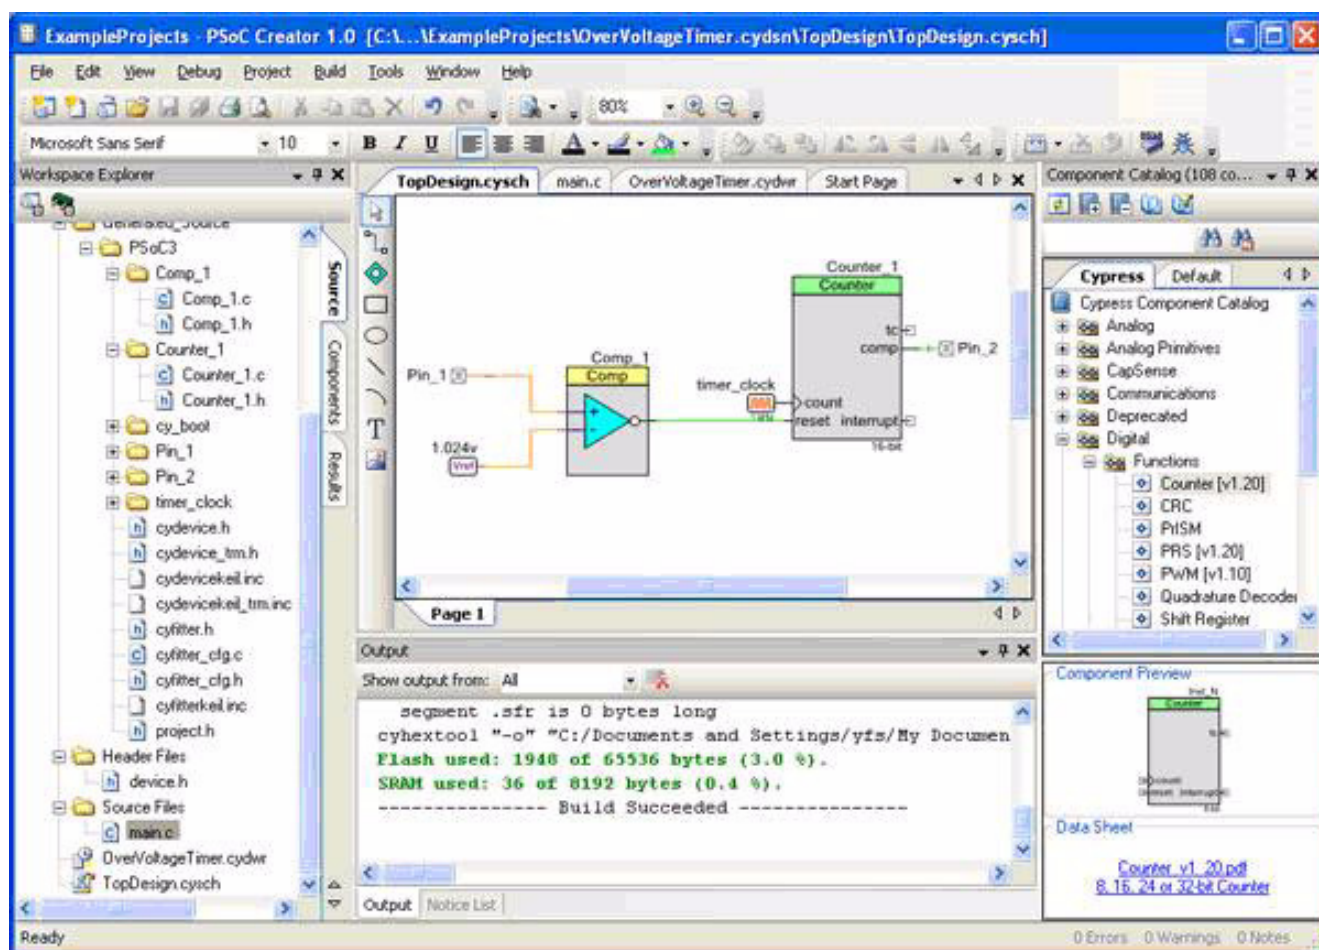 ExampleProjects - PSoC Creator 1.0 [C:\...\ExampleProjects\OverVoltageTimer.cydsn\TopDesign\TopDesign.cysch]
File Edit View Debug Project Build Tools Window Help
80%
Microsoft Sans Serif 10 B I U A
Workspace Explorer
Generated_Source
PSoC3
Comp_1
Comp_1.c
Comp_1.h
Counter_1
Counter_1.c
Counter_1.h
cy_boot
Pin_1
Pin_2
timer_clock
cydevice.h
cydevice_trm.h
cydevicekeil.inc
cydevicekeil_trm.inc
cyfitter.h
cyfitter_cfg.c
cyfitter_cfg.h
cyfitterkeil.inc
project.h
Header Files
device.h
Source Files
main.c
OverVoltageTimer.cydwr
TopDesign.cysch
Source
Components
Results
TopDesign.cysch main.c OverVoltageTimer.cydwr Start Page
T
Counter_1
Counter
tc
comp
Pin_2
Comp_1
Comp
Pin_1
timer_clock
count
reset interrupt
16-bit
1.024v
Vref
Page 1
Output
Show output from: All
segment .sfr is 0 bytes long
cyhextool "-o" "C:/Documents and Settings/yfs/My Documen
Flash used: 1948 of 65536 bytes (3.0 %).
SRAM used: 36 of 8192 bytes (0.4 %).
--------------- Build Succeeded ---------------
Output Notice List
Component Catalog (108 co...
Cypress Default
Cypress Component Catalog
Analog
Analog Primitives
CapSense
Communications
Deprecated
Digital
Functions
Counter [v1.20]
CRC
PrISM
PRS [v1.20]
PWM [v1.10]
Quadrature Decoder
Shift Register
Component Preview
Inst_N
Counter
count
reset interrupt
Data Sheet
Counter_v1_20.pdf
8, 16, 24 or 32-bit Counter
Ready
0 Errors 0 Warnings 0 Notes